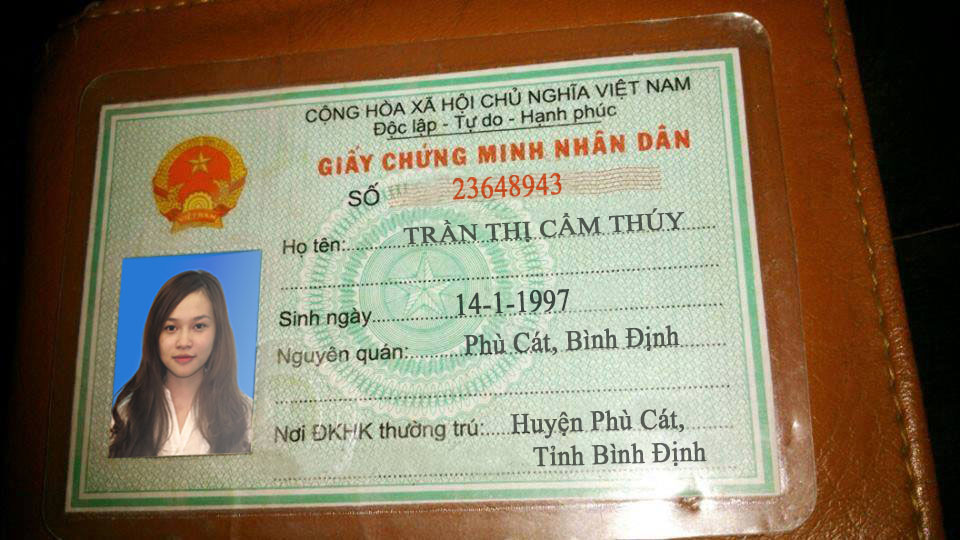 CỘNG HÒA XÃ HỘI CHỦ NGHĨA VIỆT NAM
Độc lập - Tự do - Hạnh phúc
GIẤY CHỨNG MINH NHÂN DÂN
SỐ 23648943
Họ tên: TRẦN THỊ CẨM THÚY
Sinh ngày 14-1-1997
Nguyên quán: Phù Cát, Bình Định
Nơi ĐKHK thường trú: Huyện Phù Cát,
Tỉnh Bình Định
VIỆT NAM